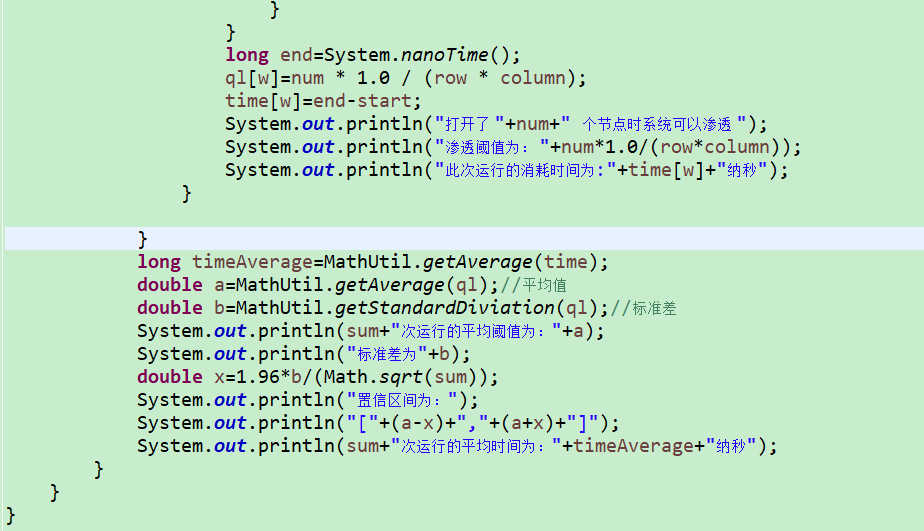 }
}
long end=System.nanoTime();
ql[w]=num * 1.0 / (row * column);
time[w]=end-start;
System.out.println("打开了"+num+" 个节点时系统可以渗透");
System.out.println("渗透阈值为："+num*1.0/(row*column));
System.out.println("此次运行的消耗时间为:"+time[w]+"纳秒");
}
}
long timeAverage=MathUtil.getAverage(time);
double a=MathUtil.getAverage(ql);//平均值
double b=MathUtil.getStandardDiviation(ql);//标准差
System.out.println(sum+"次运行的平均阈值为："+a);
System.out.println("标准差为"+b);
double x=1.96*b/(Math.sqrt(sum));
System.out.println("置信区间为：");
System.out.println("["+(a-x)+","+(a+x)+"]");
System.out.println(sum+"次运行的平均时间为："+timeAverage+"纳秒");
}
}
}